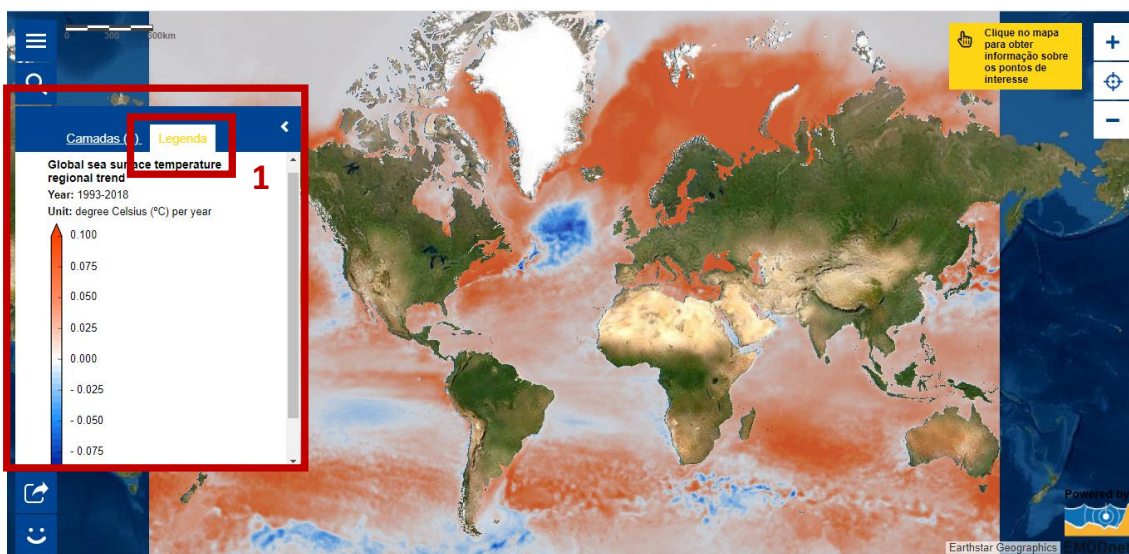 0 300 600km
Clique no mapa
para obter
informação sobre
os pontos de
interesse
+
−
Legenda
Camadas
1
Global sea surface temperature
regional trend
Year: 1993-2018
Unit: degree Celsius (ºC) per year
0.100
0.075
0.050
0.025
0.000
- 0.025
- 0.050
- 0.075
Powered by
Earthstar Geographics
EMODnet